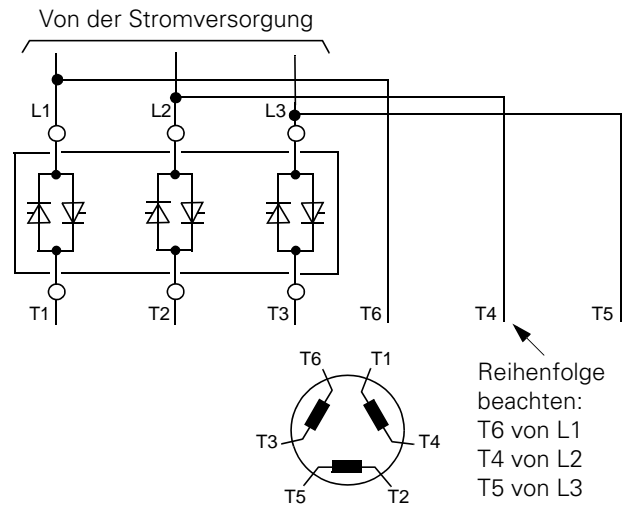 Von der Stromversorgung
L1 L2 L3
T1 T2 T3 T6 T4 T5
T6 T1
T3 T4
T5 T2
Reihenfolge
beachten:
T6 von L1
T4 von L2
T5 von L3